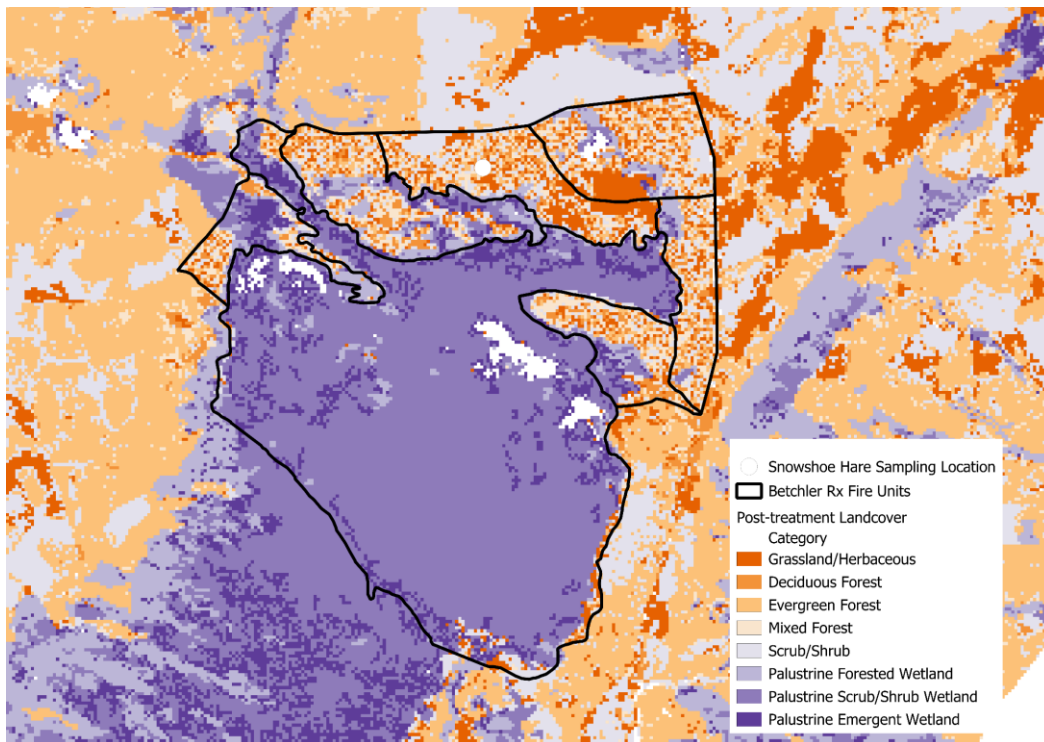 Snowshoe Hare Sampling Location
Betchler Rx Fire Units
Post-treatment Landcover
Category
Grassland/Herbaceous
Deciduous Forest
Evergreen Forest
Mixed Forest
Scrub/Shrub
Palustrine Forested Wetland
Palustrine Scrub/Shrub Wetland
Palustrine Emergent Wetland